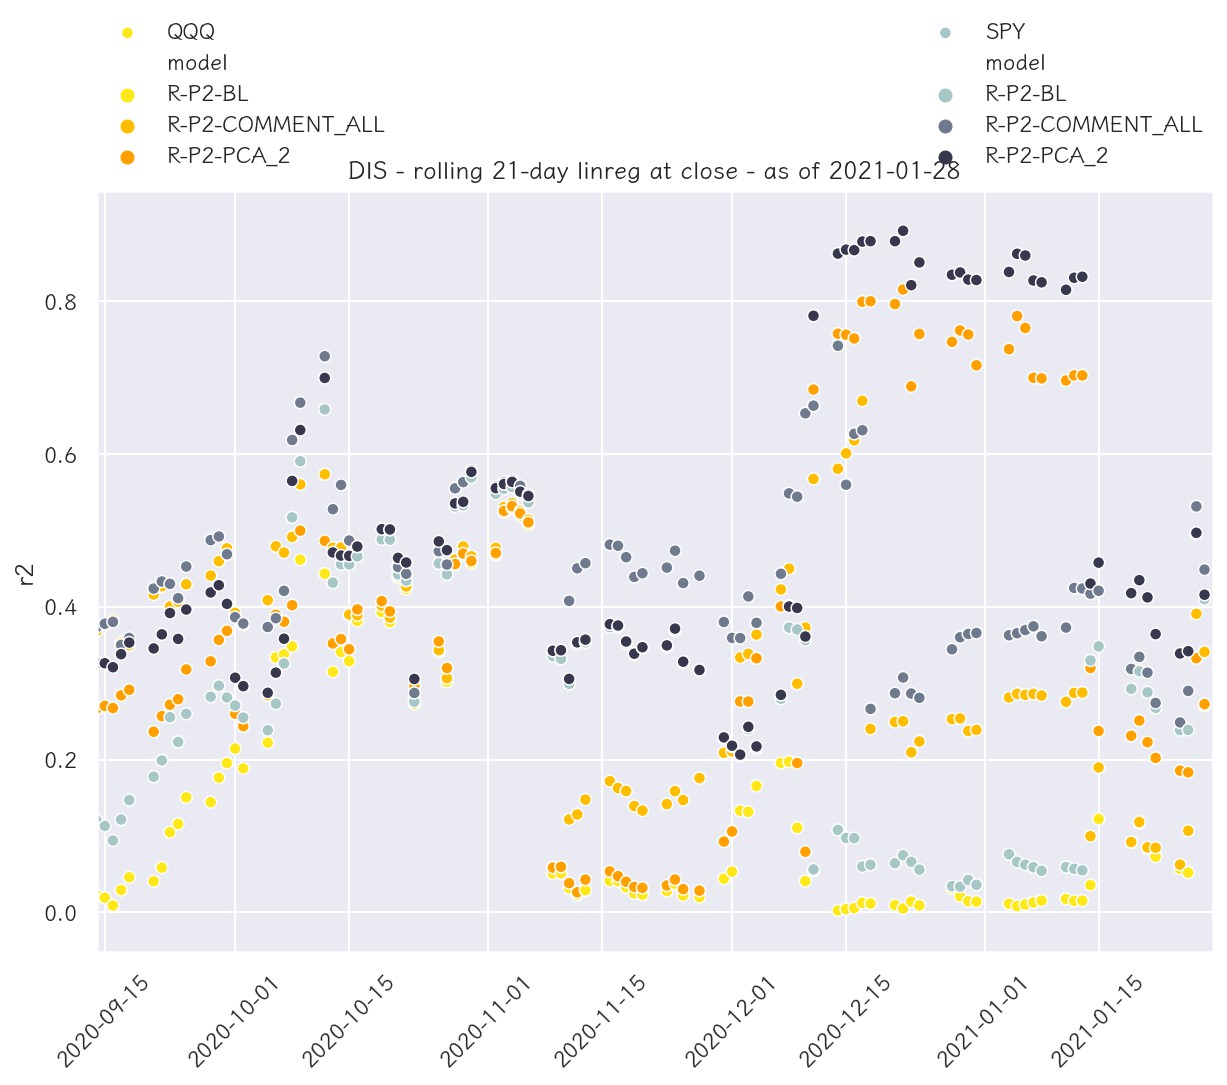 QQQ
model
R-P2-BL
R-P2-COMMENT_ALL
R-P2-PCA_2
SPY
model
R-P2-BL
R-P2-COMMENT_ALL
R-P2-PCA_2
DIS - rolling 21-day linreg at close - as of 2021-01-28
r2
0.8
0.6
0.4
0.2
0.0
2020-09-15
2020-10-01
2020-10-15
2020-11-01
2020-11-15
2020-12-01
2020-12-15
2021-01-01
2021-01-15